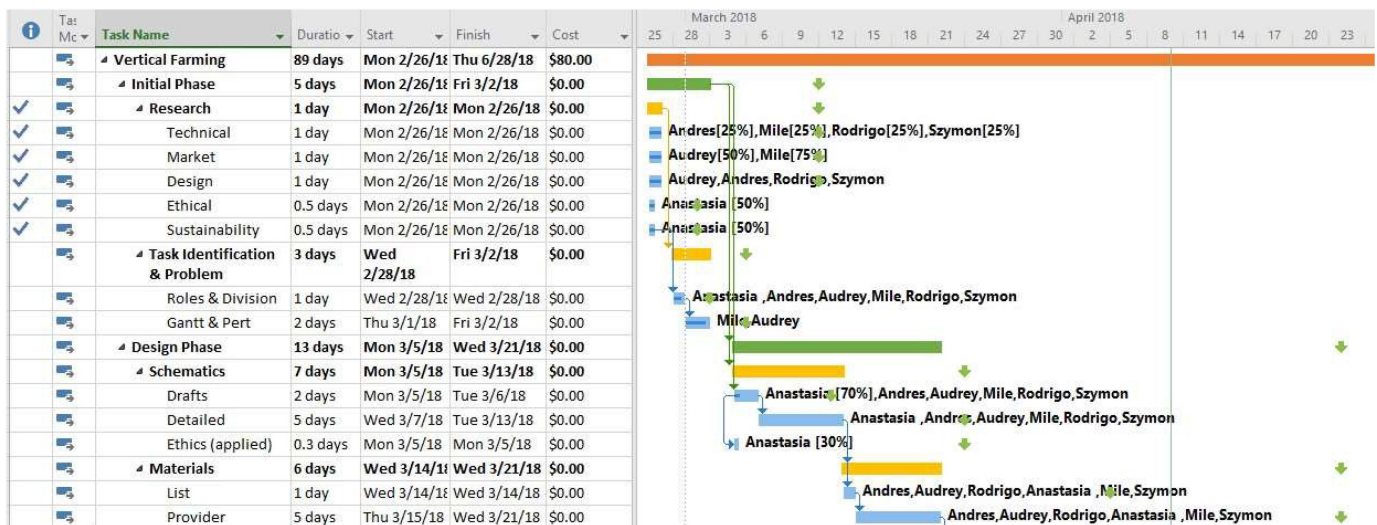 March 2018 April 2018
Task Name Duratio Start Finish Cost 25 28 3 6 9 12 15 18 21 24 27 30 2 5 8 11 14 17 20 23
Vertical Farming 89 days Mon 2/26/18 Thu 6/28/18 $80.00
Initial Phase 5 days Mon 2/26/18 Fri 3/2/18 $0.00
Research 1 day Mon 2/26/18 Mon 2/26/18 $0.00
Technical 1 day Mon 2/26/18 Mon 2/26/18 $0.00 Andres[25%],Mile[25%],Rodrigo[25%],Szymon[25%]
Market 1 day Mon 2/26/18 Mon 2/26/18 $0.00 Audrey[50%],Mile[75%]
Design 1 day Mon 2/26/18 Mon 2/26/18 $0.00 Audrey,Andres,Rodrigo,Szymon
Ethical 0.5 days Mon 2/26/18 Mon 2/26/18 $0.00 Anastasia [50%]
Sustainability 0.5 days Mon 2/26/18 Mon 2/26/18 $0.00 Anastasia [50%]
Task Identification 3 days Wed Fri 3/2/18 $0.00
& Problem 2/28/18
Roles & Division 1 day Wed 2/28/18 Wed 2/28/18 $0.00 Anastasia ,Andres,Audrey,Mile,Rodrigo,Szymon
Gantt & Pert 2 days Thu 3/1/18 Fri 3/2/18 $0.00 Mile,Audrey
Design Phase 13 days Mon 3/5/18 Wed 3/21/18 $0.00
Schematics 7 days Mon 3/5/18 Tue 3/13/18 $0.00
Drafts 2 days Mon 3/5/18 Tue 3/6/18 $0.00 Anastasia [70%],Andres,Audrey,Mile,Rodrigo,Szymon
Detailed 5 days Wed 3/7/18 Tue 3/13/18 $0.00 Anastasia ,Andres,Audrey,Mile,Rodrigo,Szymon
Ethics (applied) 0.3 days Mon 3/5/18 Mon 3/5/18 $0.00 Anastasia [30%]
Materials 6 days Wed 3/14/18 Wed 3/21/18 $0.00
List 1 day Wed 3/14/18 Wed 3/14/18 $0.00 Andres,Audrey,Rodrigo,Anastasia ,Mile,Szymon
Provider 5 days Thu 3/15/18 Wed 3/21/18 $0.00 Andres,Audrey,Rodrigo,Anastasia ,Mile,Szymon